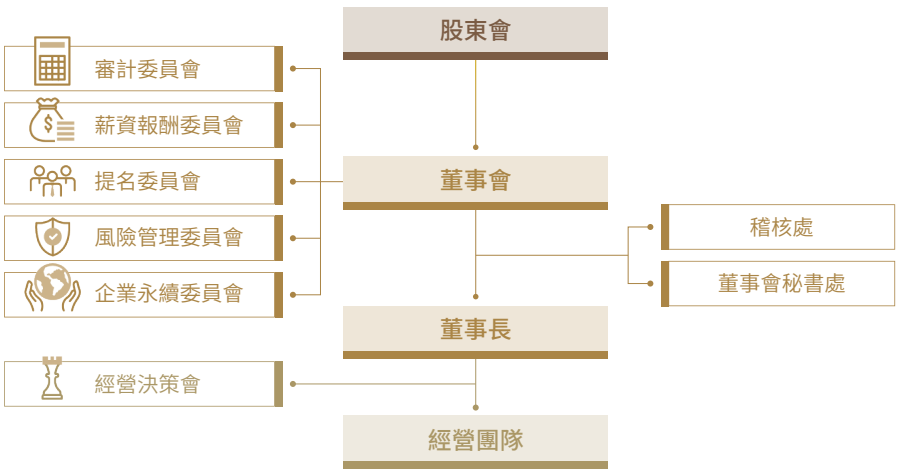 股東會
審計委員會
薪資報酬委員會
$
提名委員會
董事會
風險管理委員會
企業永續委員會
稽核處
董事會秘書處
董事長
經營決策會
經營團隊